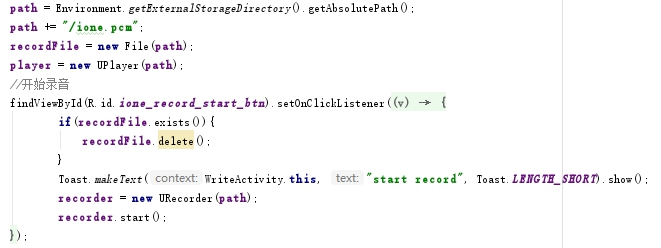 path = Environment.getExternalStorageDirectory().getAbsolutePath();
path += "/ione.pcm";
recordFile = new File(path);
player = new UPlayer(path);
//开始录音
findViewById(R.id.ione_record_start_btn).setOnClickListener((v) → {
if(recordFile.exists()){
recordFile.delete();
}
Toast.makeText( context: WriteActivity.this, text: "start record", Toast.LENGTH_SHORT).show();
recorder = new URecorder(path);
recorder.start();
});